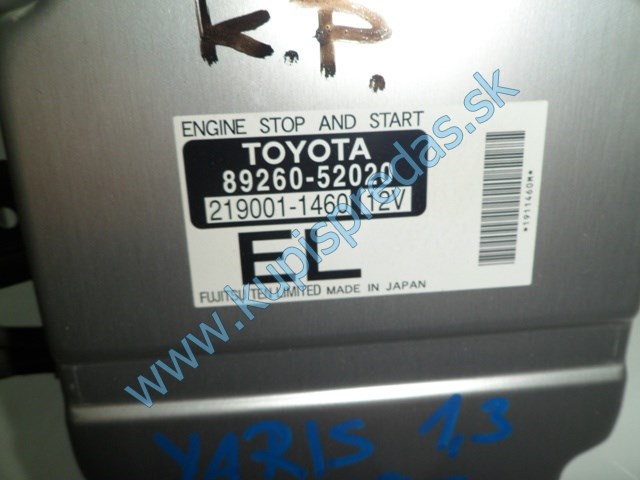 K.P.
ENGINE STOP AND START
TOYOTA
89260-52020
219001-1460 12V
EL
FUJITSU TEN LIMITED MADE IN JAPAN
*1911460M*
www.kupispredas.sk
YARIS 1,3